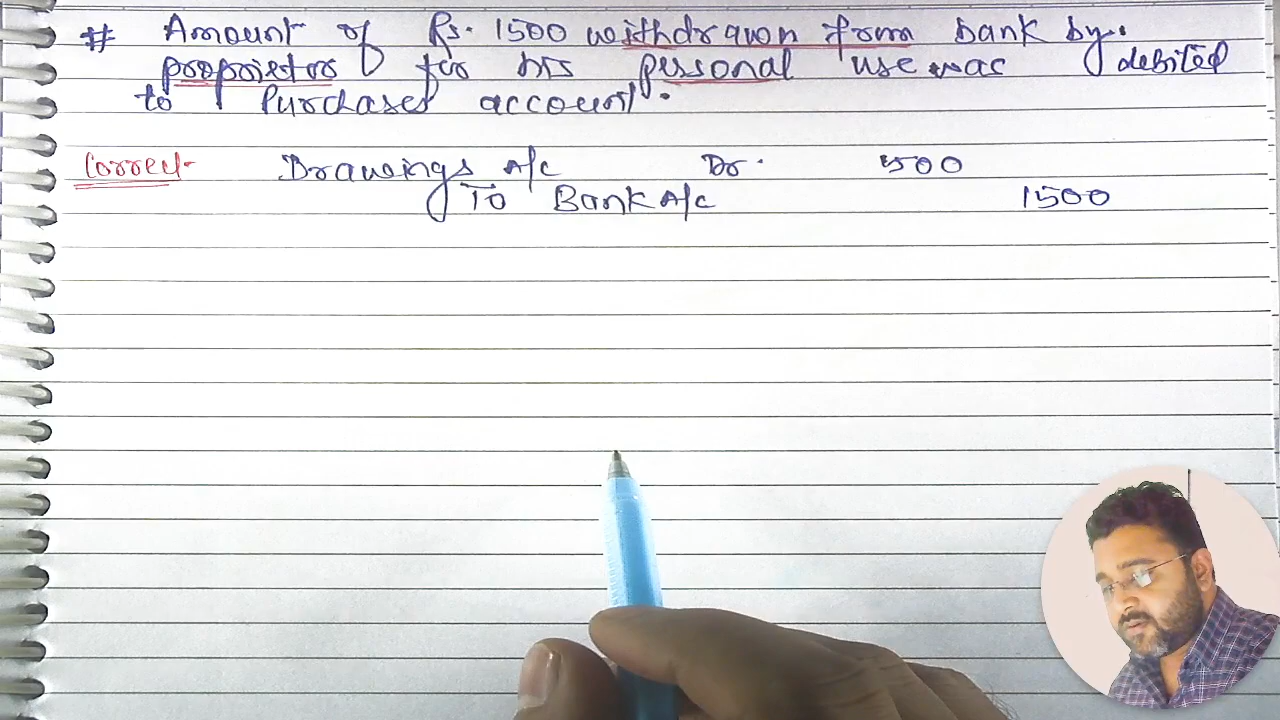 # Amount of Rs. 1500 withdrawn from bank by.
proprietor for his personal use was debited
to Purchases account.
Correct- Drawings A/c Dr. 1500
To Bank A/c 1500